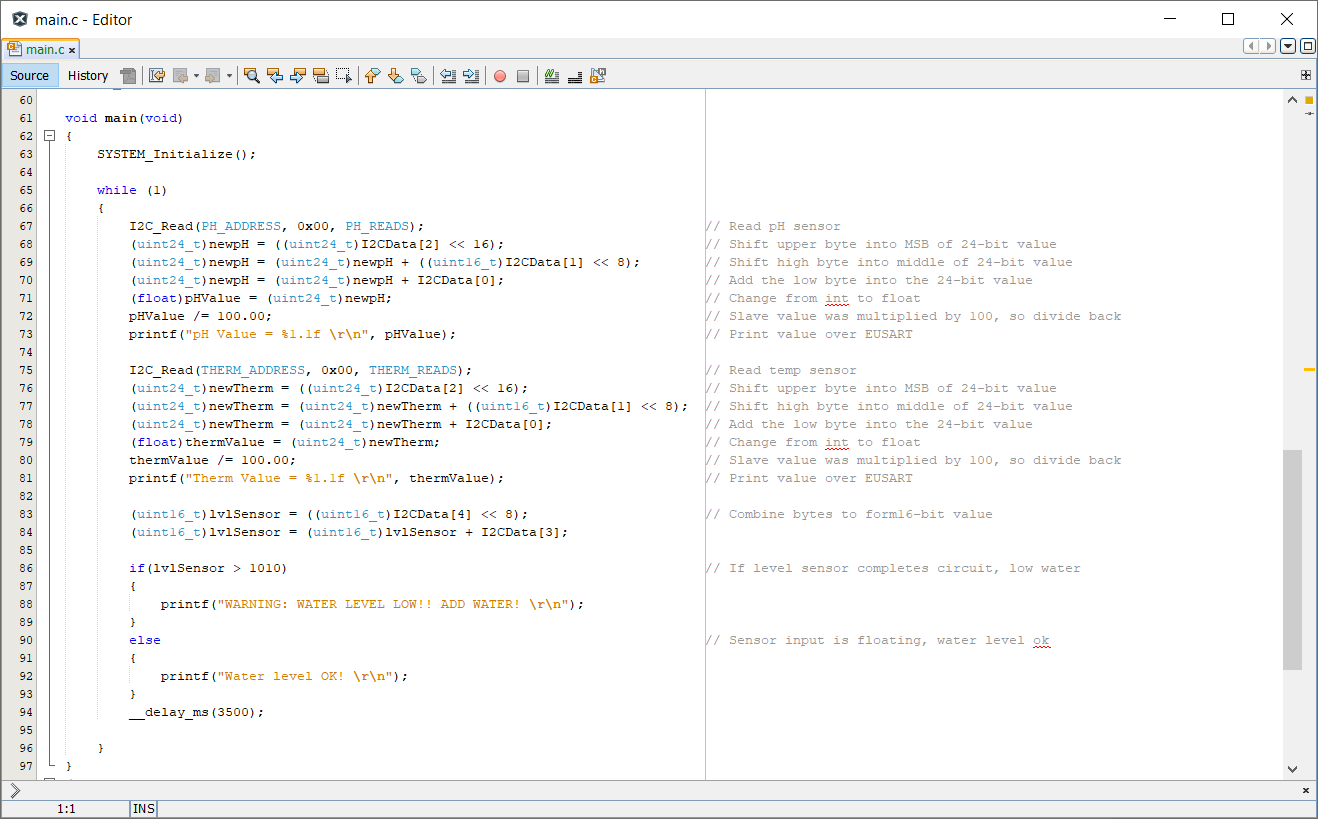 main.c - Editor
main.c
Source History
60
61 void main(void)
62 {
63 SYSTEM_Initialize();
64
65 while (1)
66 {
67 I2C_Read(PH_ADDRESS, 0x00, PH_READS); // Read pH sensor
68 (uint24_t)newpH = ((uint24_t)I2CData[2] << 16); // Shift upper byte into MSB of 24-bit value
69 (uint24_t)newpH = (uint24_t)newpH + ((uint16_t)I2CData[1] << 8); // Shift high byte into middle of 24-bit value
70 (uint24_t)newpH = (uint24_t)newpH + I2CData[0]; // Add the low byte into the 24-bit value
71 (float)pHValue = (uint24_t)newpH; // Change from int to float
72 pHValue /= 100.00; // Slave value was multiplied by 100, so divide back
73 printf("pH Value = %1.1f \r\n", pHValue); // Print value over EUSART
74
75 I2C_Read(THERM_ADDRESS, 0x00, THERM_READS); // Read temp sensor
76 (uint24_t)newTherm = ((uint24_t)I2CData[2] << 16); // Shift upper byte into MSB of 24-bit value
77 (uint24_t)newTherm = (uint24_t)newTherm + ((uint16_t)I2CData[1] << 8); // Shift high byte into middle of 24-bit value
78 (uint24_t)newTherm = (uint24_t)newTherm + I2CData[0]; // Add the low byte into the 24-bit value
79 (float)thermValue = (uint24_t)newTherm; // Change from int to float
80 thermValue /= 100.00; // Slave value was multiplied by 100, so divide back
81 printf("Therm Value = %1.1f \r\n", thermValue); // Print value over EUSART
82
83 (uint16_t)lvlSensor = ((uint16_t)I2CData[4] << 8); // Combine bytes to form16-bit value
84 (uint16_t)lvlSensor = (uint16_t)lvlSensor + I2CData[3];
85
86 if(lvlSensor > 1010) // If level sensor completes circuit, low water
87 {
88 printf("WARNING: WATER LEVEL LOW!! ADD WATER! \r\n");
89 }
90 else // Sensor input is floating, water level ok
91 {
92 printf("Water level OK! \r\n");
93 }
94 __delay_ms(3500);
95
96 }
97 }
1:1 INS